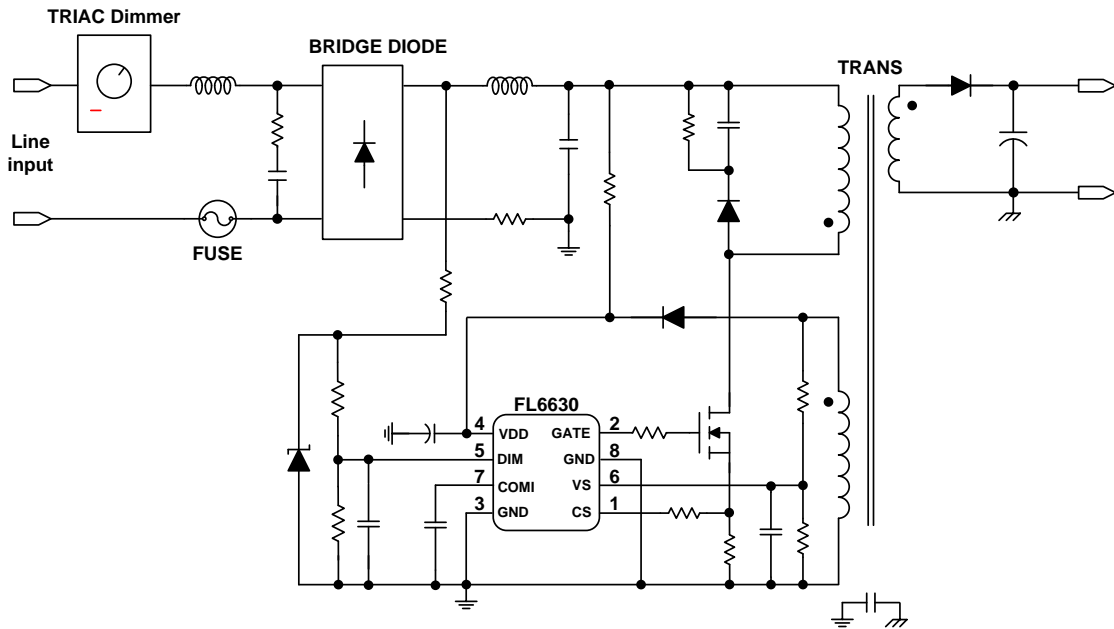 TRIAC Dimmer
BRIDGE DIODE
TRANS
Line
input
FUSE
FL6630
4 VDD GATE 2
5 DIM GND 8
7 COMI VS 6
3 GND CS 1